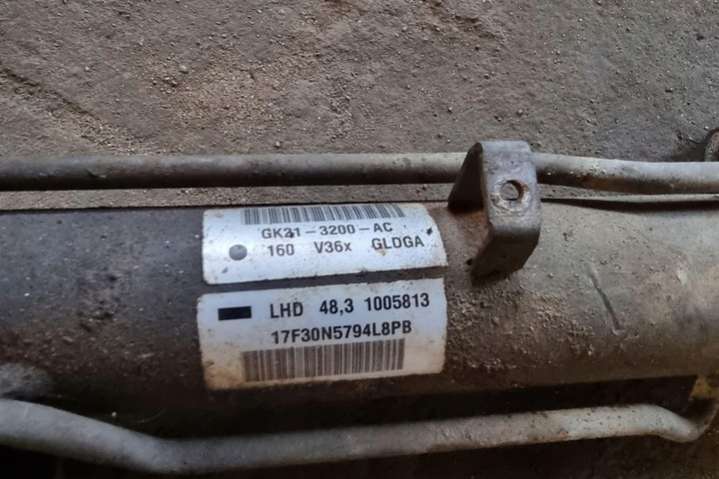 GK31-3200-AC
160 V36x GLDGA
LHD 48,3 1005813
17F30N5794L8PB